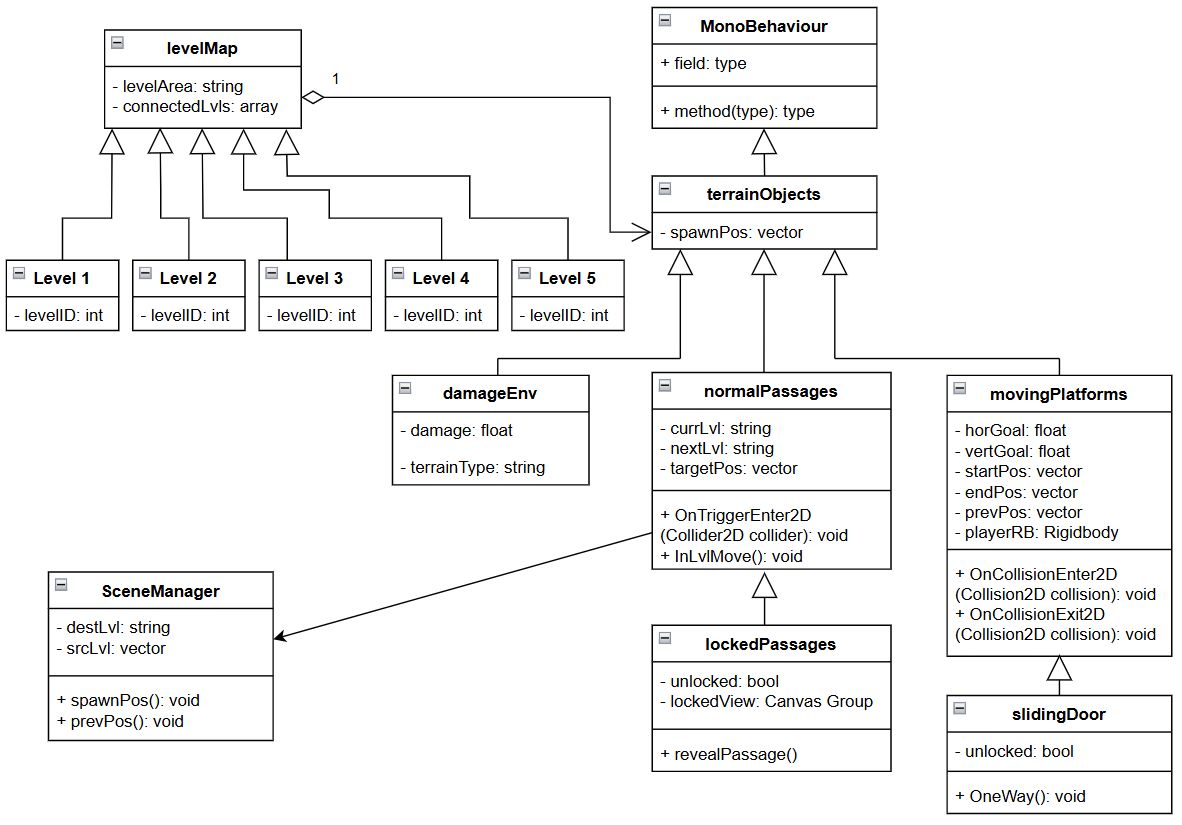 levelMap
- levelArea: string
- connectedLvls: array
1
MonoBehaviour
+ field: type
+ method(type): type
terrainObjects
- spawnPos: vector
Level 1
- levelID: int
Level 2
- levelID: int
Level 3
- levelID: int
Level 4
- levelID: int
Level 5
- levelID: int
damageEnv
- damage: float
- terrainType: string
normalPassages
- currLvl: string
- nextLvl: string
- targetPos: vector
+ OnTriggerEnter2D
(Collider2D collider): void
+ InLvlMove(): void
movingPlatforms
- horGoal: float
- vertGoal: float
- startPos: vector
- endPos: vector
- prevPos: vector
- playerRB: Rigidbody
+ OnCollisionEnter2D
(Collision2D collision): void
+ OnCollisionExit2D
(Collision2D collision): void
SceneManager
- destLvl: string
- srcLvl: vector
+ spawnPos(): void
+ prevPos(): void
lockedPassages
- unlocked: bool
- lockedView: Canvas Group
+ revealPassage()
slidingDoor
- unlocked: bool
+ OneWay(): void